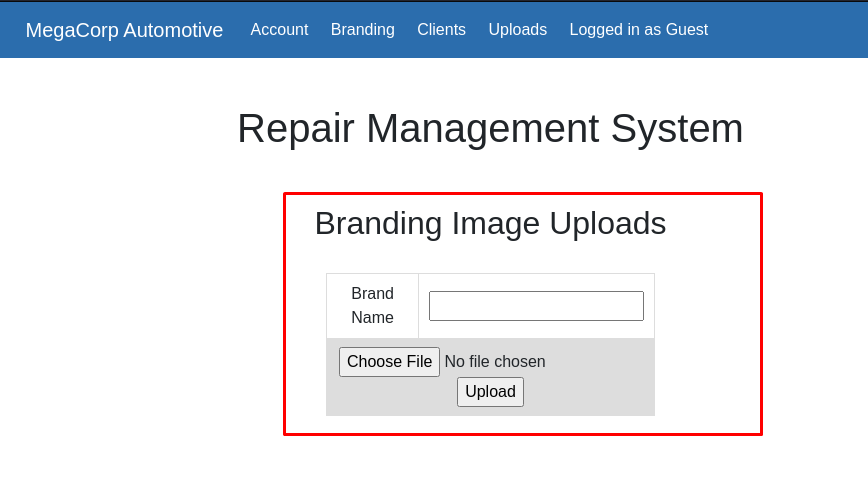 MegaCorp Automotive Account Branding Clients Uploads Logged in as Guest
Repair Management System
Branding Image Uploads
Brand
Name
Choose File No file chosen
Upload